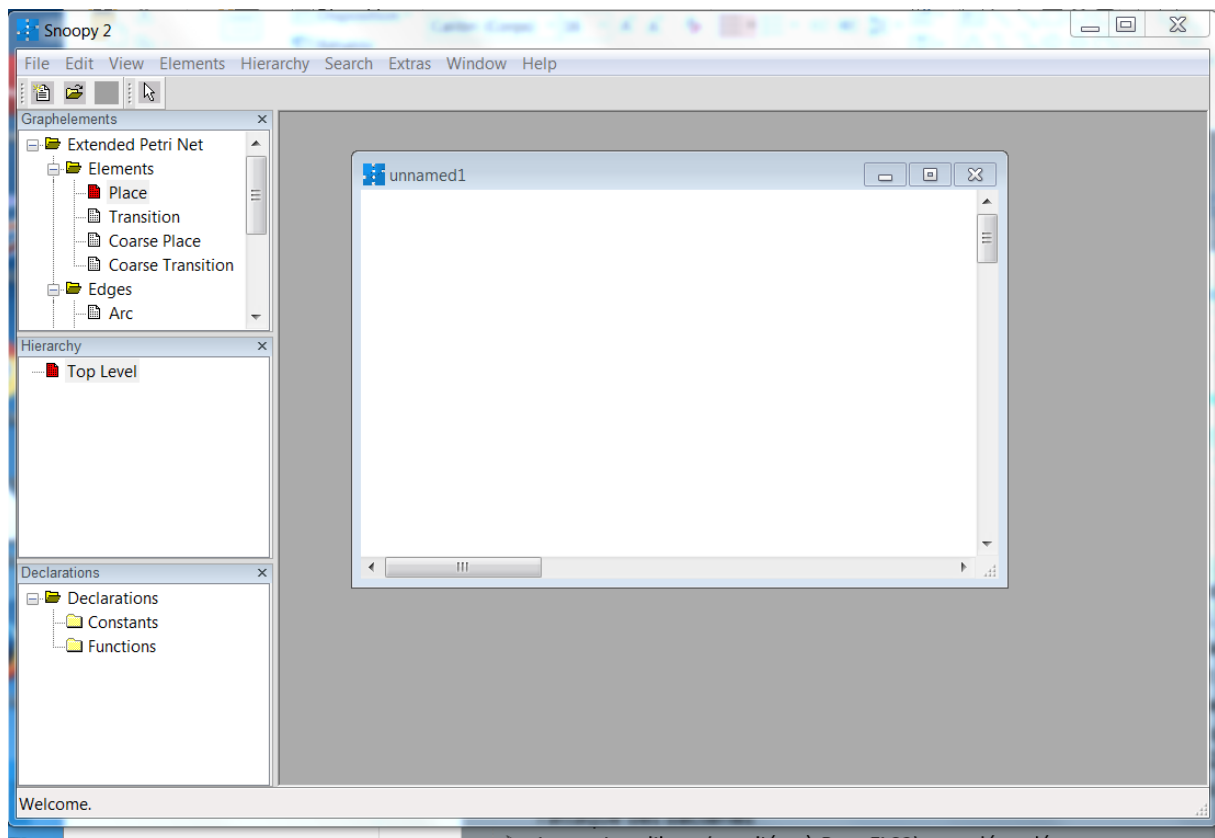 Snoopy 2
File Edit View Elements Hierarchy Search Extras Window Help
Graphelements
Extended Petri Net
Elements
Place
Transition
Coarse Place
Coarse Transition
Edges
Arc
Hierarchy
Top Level
Declarations
Declarations
Constants
Functions
unnamed1
Welcome.